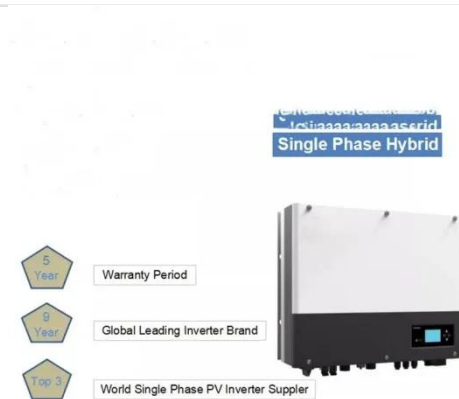 Single Phase Hybrid
5
Year
Warranty Period
9
Year
Global Leading Inverter Brand
Top 3
World Single Phase PV Inverter Suppler